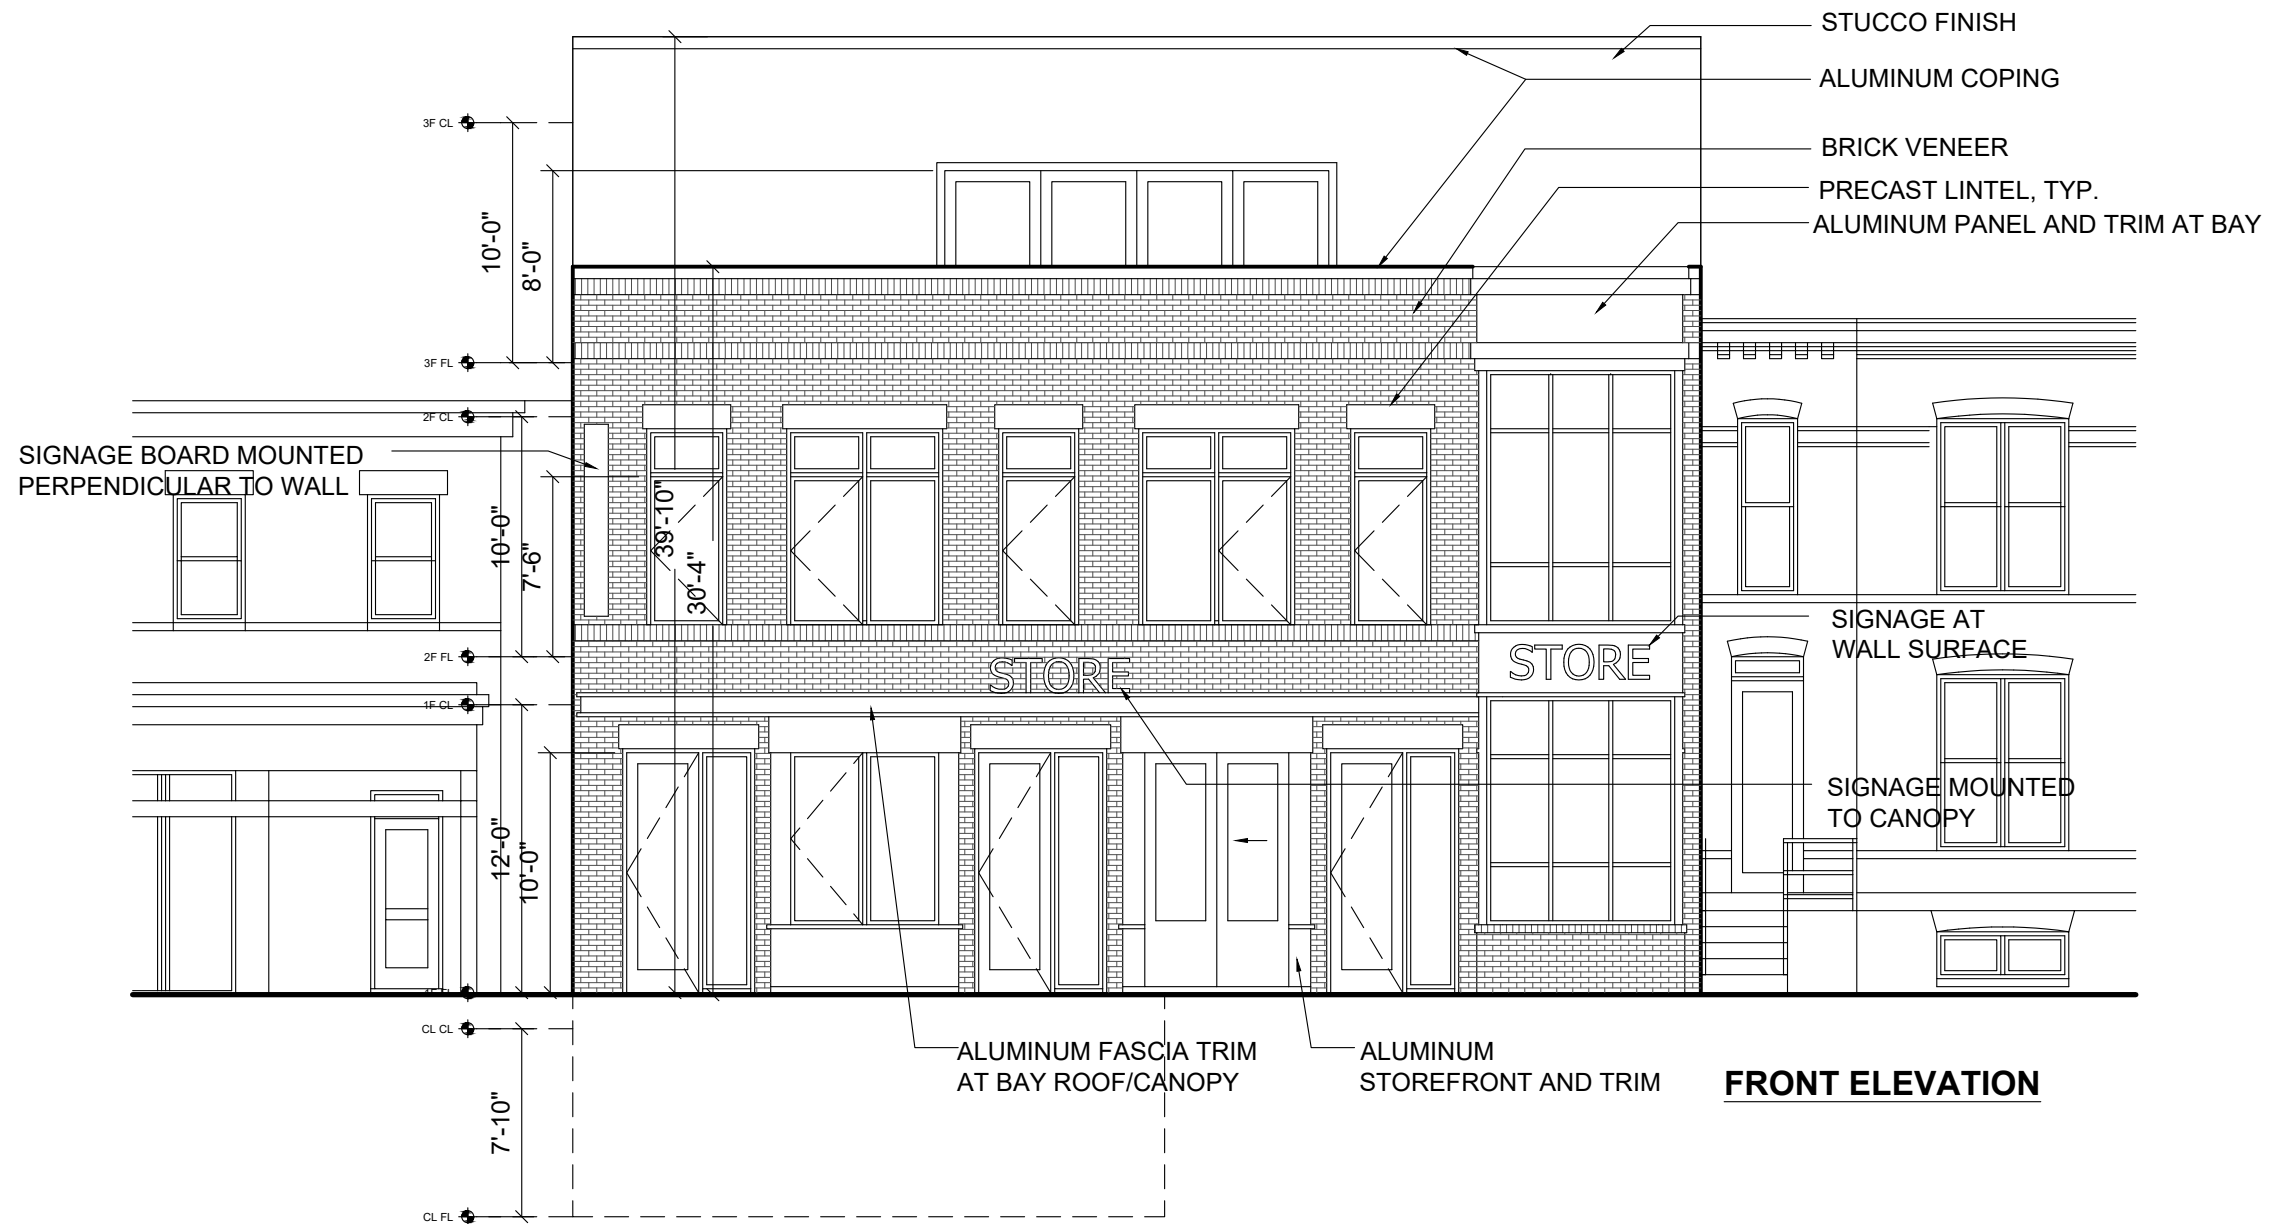 STUCCO FINISH
ALUMINUM COPING
3F CL
BRICK VENEER
PRECAST LINTEL, TYP.
ALUMINUM PANEL AND TRIM AT BAY
10'-0"
8'-0"
3F FL
2F CL
SIGNAGE BOARD MOUNTED
PERPENDICULAR TO WALL
10'-0"
7'-6"
39'-10"
30'-4"
SIGNAGE AT
WALL SURFACE
2F FL
STORE
STORE
1F CL
SIGNAGE MOUNTED
TO CANOPY
12'-0"
10'-0"
1F FL
CL CL
ALUMINUM FASCIA TRIM
AT BAY ROOF/CANOPY
ALUMINUM
STOREFRONT AND TRIM
FRONT ELEVATION
7'-10"
CL FL